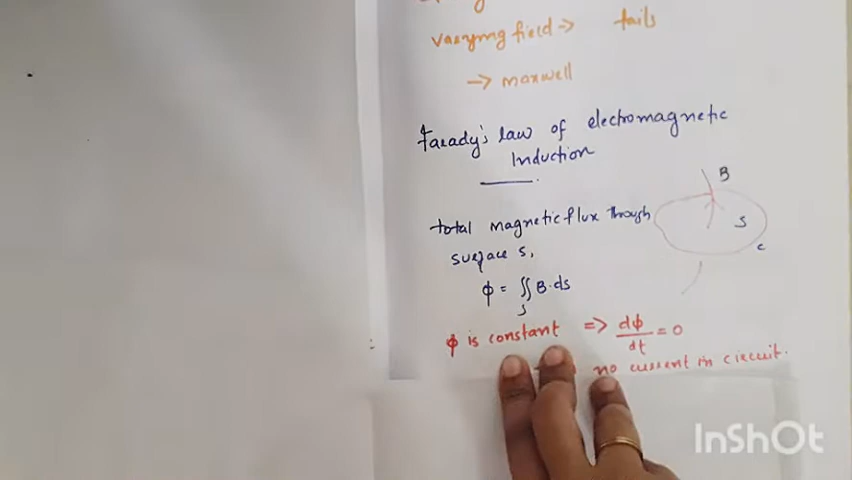 varying field → fails
→ maxwell
Farady's law of electromagnetic
Induction
B
total magnetic flux through
S
surface s,
c
ϕ = ∬ B.ds
s
ϕ is constant => dϕ/dt = 0
no current in circuit.
InShOt